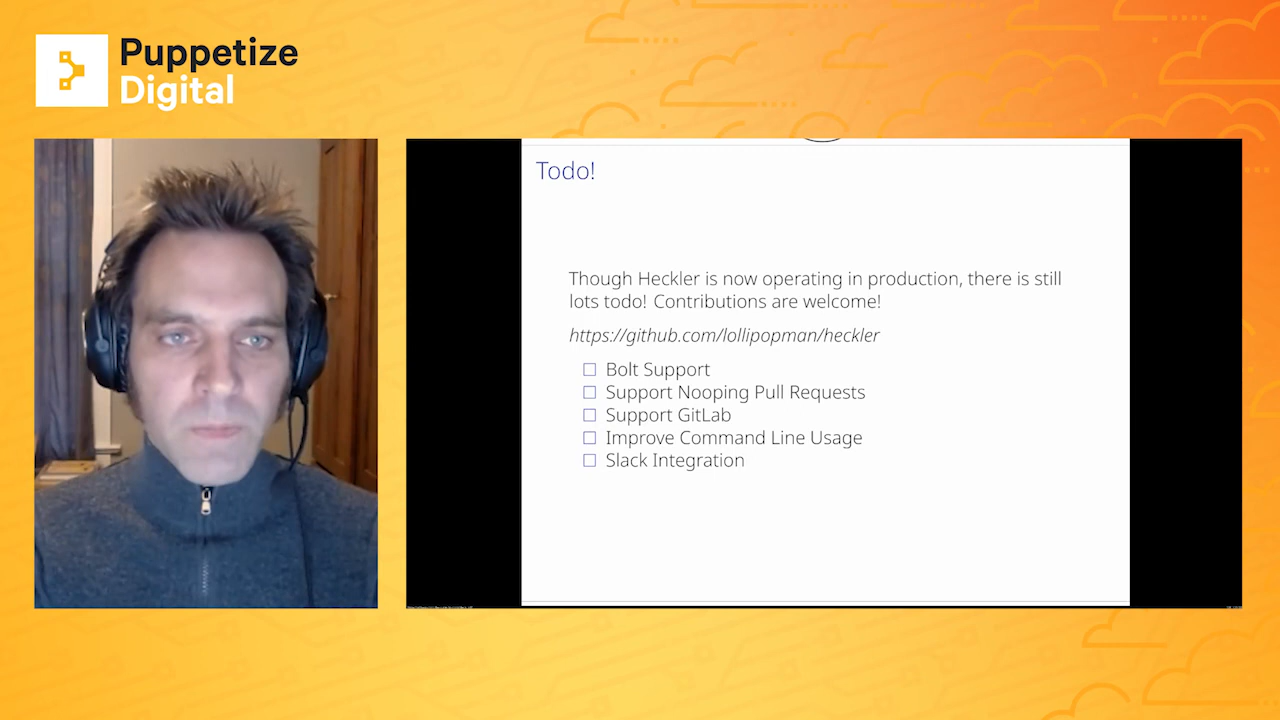 Puppetize
Digital
Todo!
Though Heckler is now operating in production, there is still
lots todo! Contributions are welcome!
https://github.com/lollipopman/heckler
Bolt Support
Support Nooping Pull Requests
Support GitLab
Improve Command Line Usage
Slack Integration